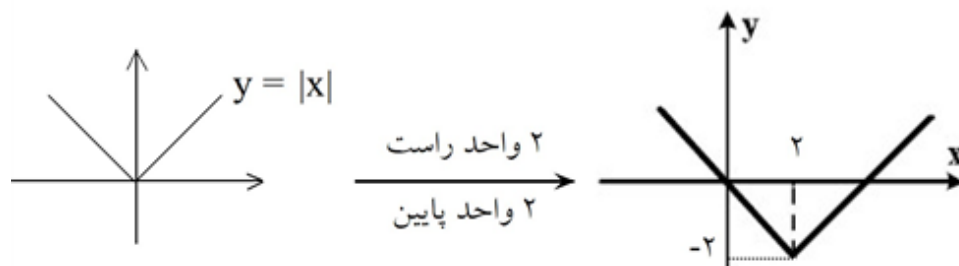 y = |x|
۲ واحد راست
۲ واحد پایین
y
۲
x
-۲